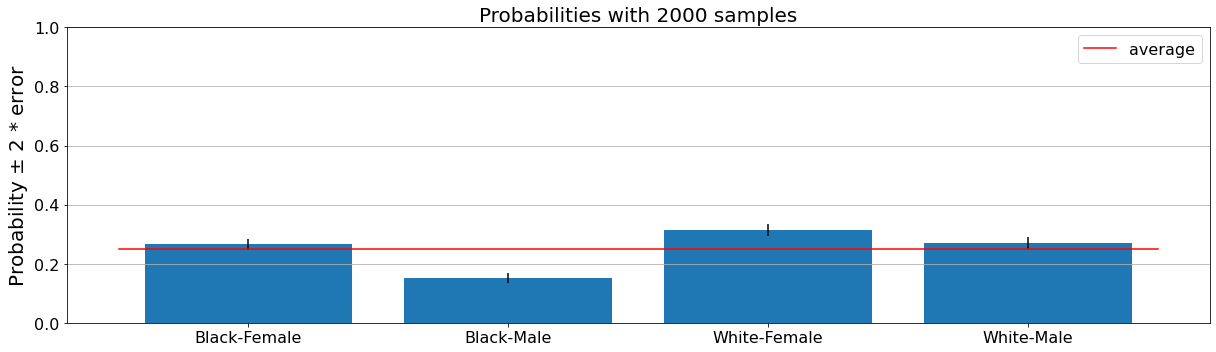 Probabilities with 2000 samples
Probability ± 2 * error
1.0
0.8
0.6
0.4
0.2
0.0
average
Black-Female
Black-Male
White-Female
White-Male